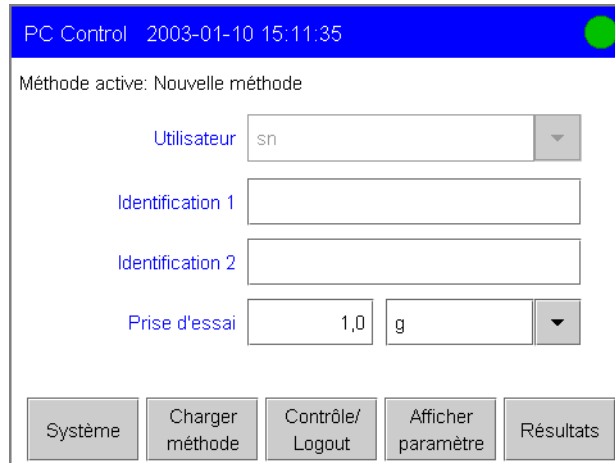 PC Control 2003-01-10 15:11:35
Méthode active: Nouvelle méthode
Utilisateur sn
Identification 1
Identification 2
Prise d'essai 1,0 g
Système
Charger
méthode
Contrôle/
Logout
Afficher
paramètre
Résultats